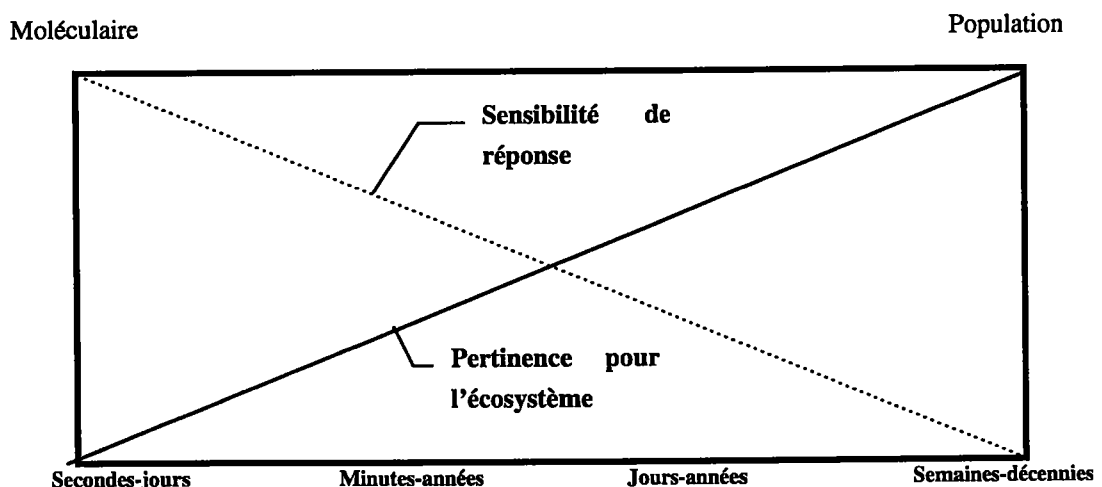 Moléculaire
Population
Sensibilité de
réponse
Pertinence pour
l'écosystème
Secondes-jours
Minutes-années
Jours-années
Semaines-décennies